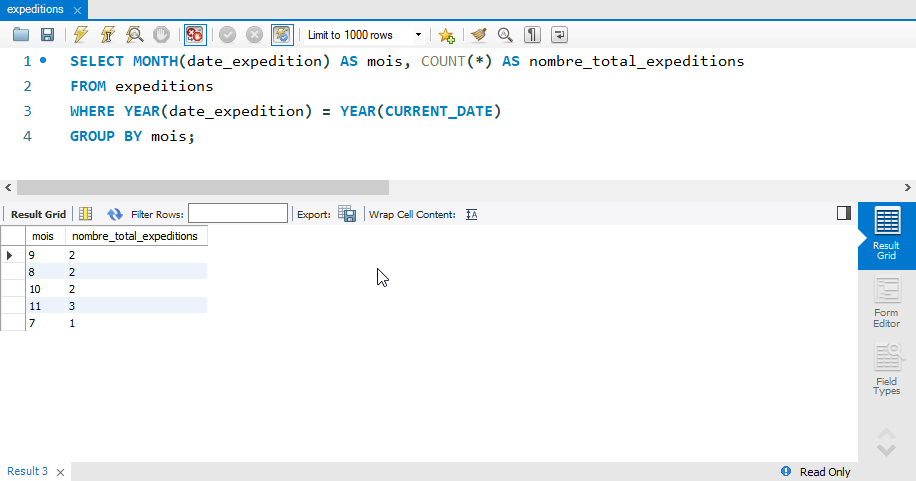 expeditions
Limit to 1000 rows
1 SELECT MONTH(date_expedition) AS mois, COUNT(*) AS nombre_total_expeditions
2 FROM expeditions
3 WHERE YEAR(date_expedition) = YEAR(CURRENT_DATE)
4 GROUP BY mois;
Result Grid Filter Rows: Export: Wrap Cell Content: IA
mois nombre_total_expeditions
9 2
8 2
10 2
11 3
7 1
Result
Grid
Form
Editor
Field
Types
Result 3 Read Only